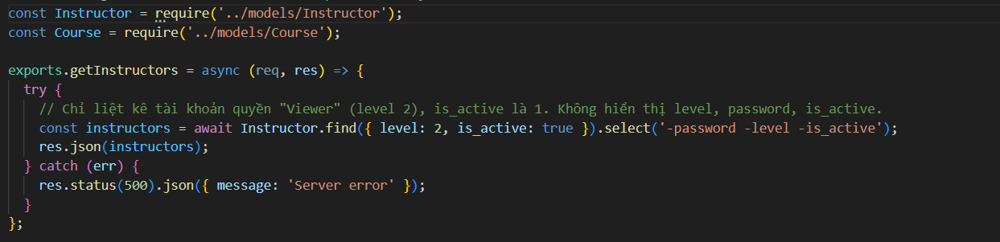 const Instructor = require('../models/Instructor');
const Course = require('../models/Course');
exports.getInstructors = async (req, res) => {
try {
// Chỉ liệt kê tài khoản quyền "Viewer" (level 2), is_active là 1. Không hiển thị level, password, is_active.
const instructors = await Instructor.find({ level: 2, is_active: true }).select('-password -level -is_active');
res.json(instructors);
} catch (err) {
res.status(500).json({ message: 'Server error' });
}
};